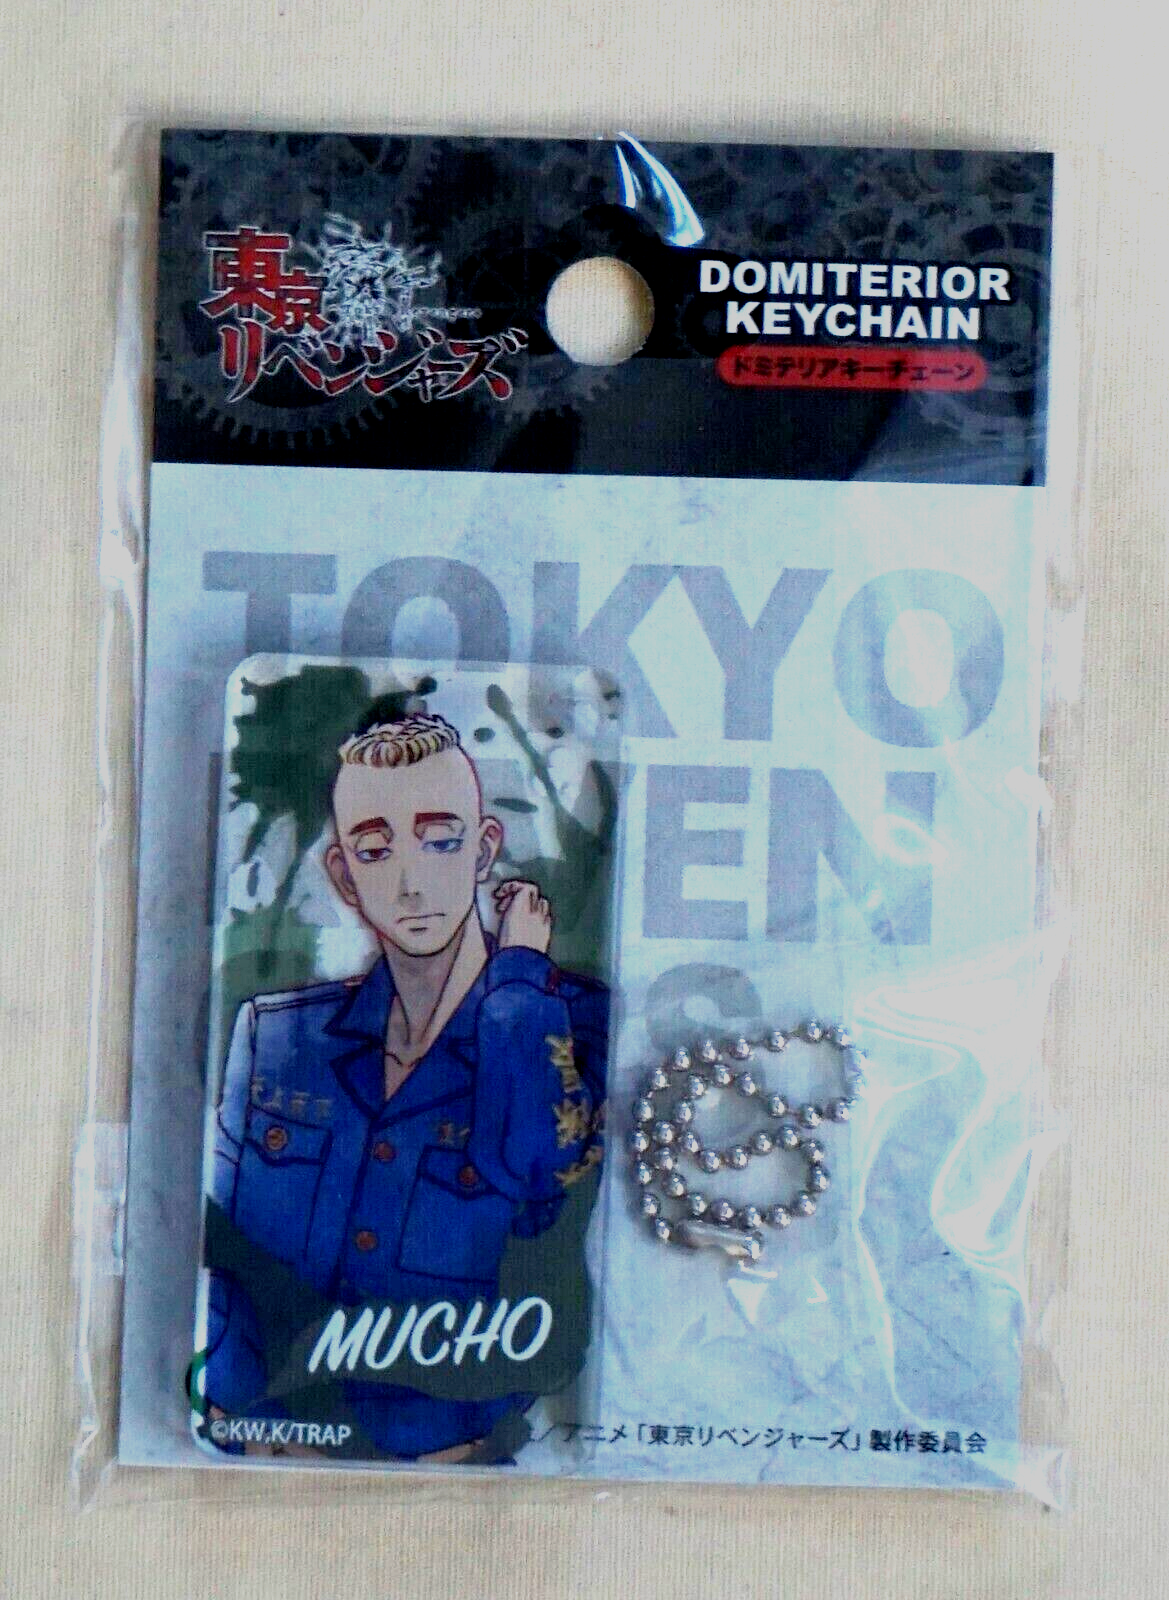 東京
リベンジャーズ
DOMITERIOR
KEYCHAIN
ドミテリアキーチェーン
TOKYO
MUCHO
©KW,K/TRAP
／アニメ「東京リベンジャーズ」製作委員会